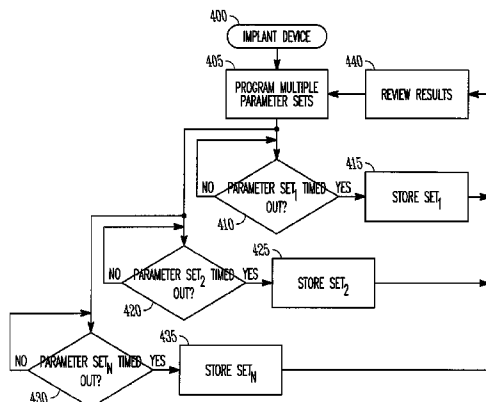 400
IMPLANT DEVICE
405
PROGRAM MULTIPLE
PARAMETER SETS
440
REVIEW RESULTS
NO
PARAMETER SET1 TIMED
OUT?
YES
410
415
STORE SET1
NO
PARAMETER SET2 TIMED
OUT?
YES
420
425
STORE SET2
NO
PARAMETER SETN TIMED
OUT?
YES
430
435
STORE SETN